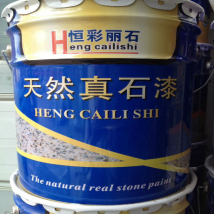 H 恒彩丽石
Heng cailishi
天然真石漆
HENG CAILI SHI
The natural real stone paint